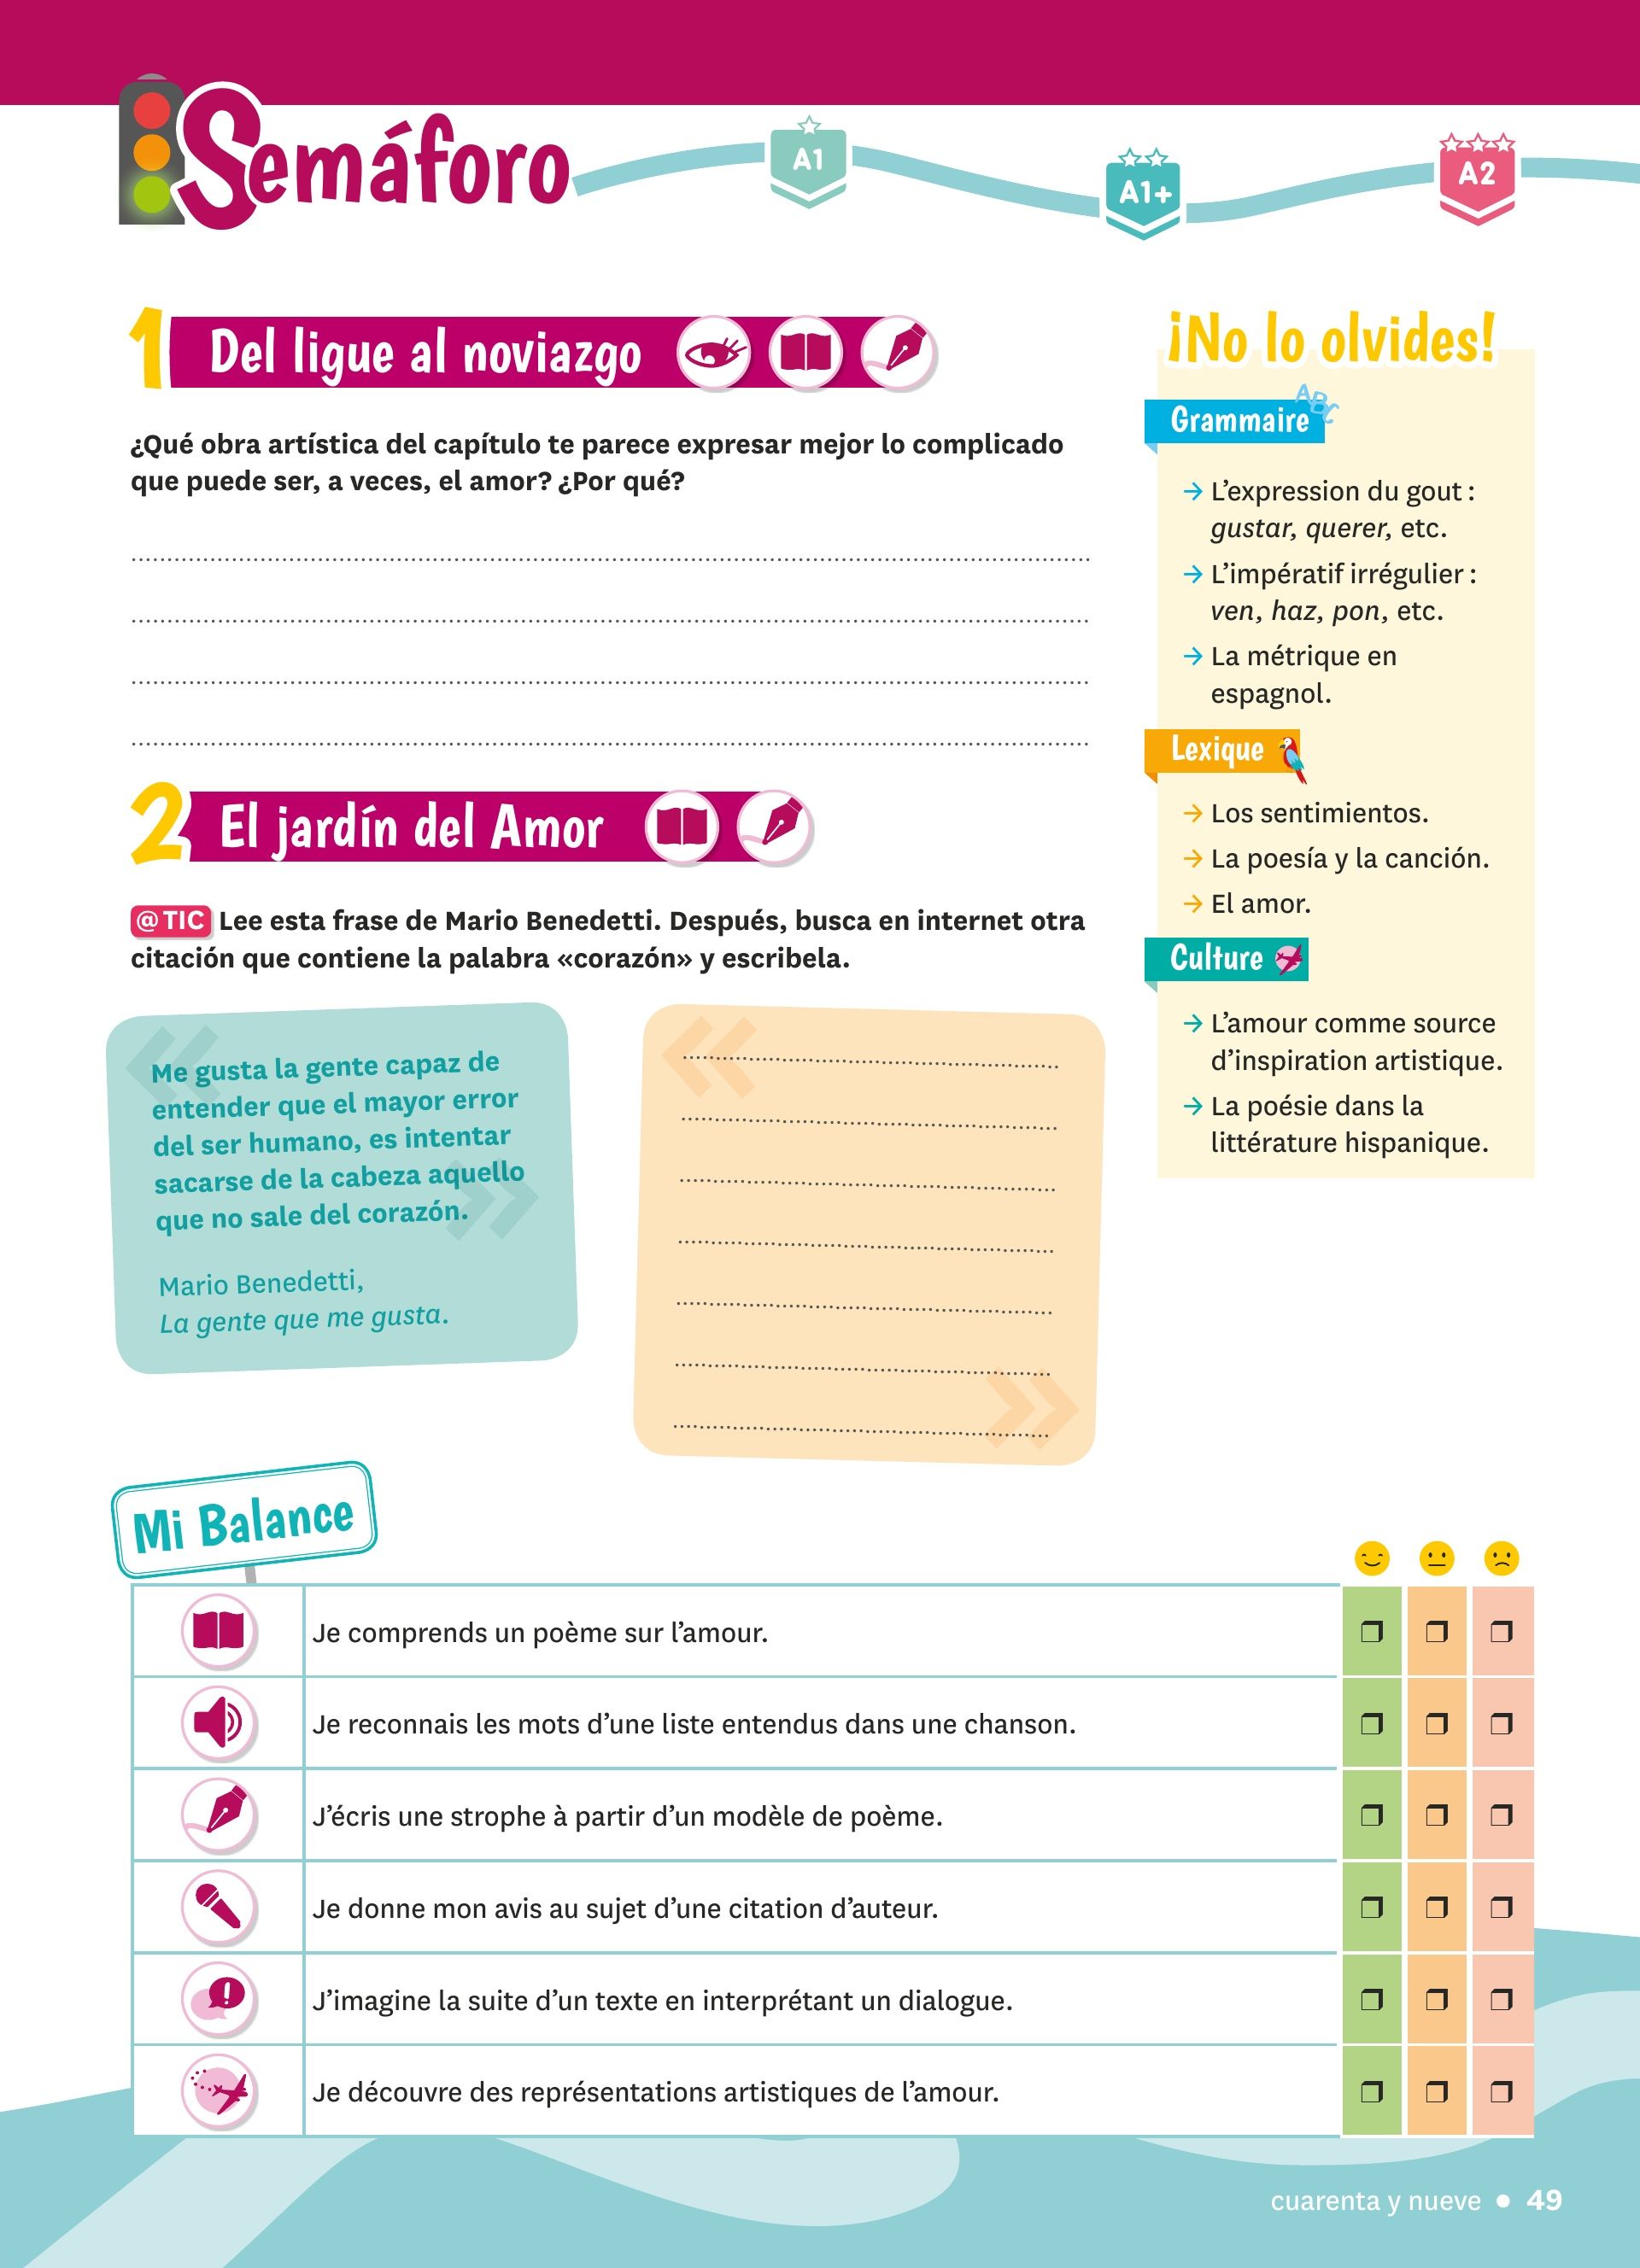 Semáforo
A1
A1+
A2
1 Del ligue al noviazgo
¿Qué obra artística del capítulo te parece expresar mejor lo complicado
que puede ser, a veces, el amor? ¿Por qué?
2 El jardín del Amor
@TIC Lee esta frase de Mario Benedetti. Después, busca en internet otra
citación que contiene la palabra «corazón» y escribela.
«
Me gusta la gente capaz de
entender que el mayor error
del ser humano, es intentar
sacarse de la cabeza aquello
que no sale del corazón.
»
Mario Benedetti,
La gente que me gusta.
«
»
¡No lo olvides!
Grammaire ABC
→ L'expression du gout :
gustar, querer, etc.
→ L'impératif irrégulier :
ven, haz, pon, etc.
→ La métrique en
espagnol.
Lexique
→ Los sentimientos.
→ La poesía y la canción.
→ El amor.
Culture
→ L'amour comme source
d'inspiration artistique.
→ La poésie dans la
littérature hispanique.
Mi Balance
Je comprends un poème sur l'amour.
Je reconnais les mots d'une liste entendus dans une chanson.
J'écris une strophe à partir d'un modèle de poème.
Je donne mon avis au sujet d'une citation d'auteur.
J'imagine la suite d'un texte en interprétant un dialogue.
Je découvre des représentations artistiques de l'amour.
cuarenta y nueve • 49